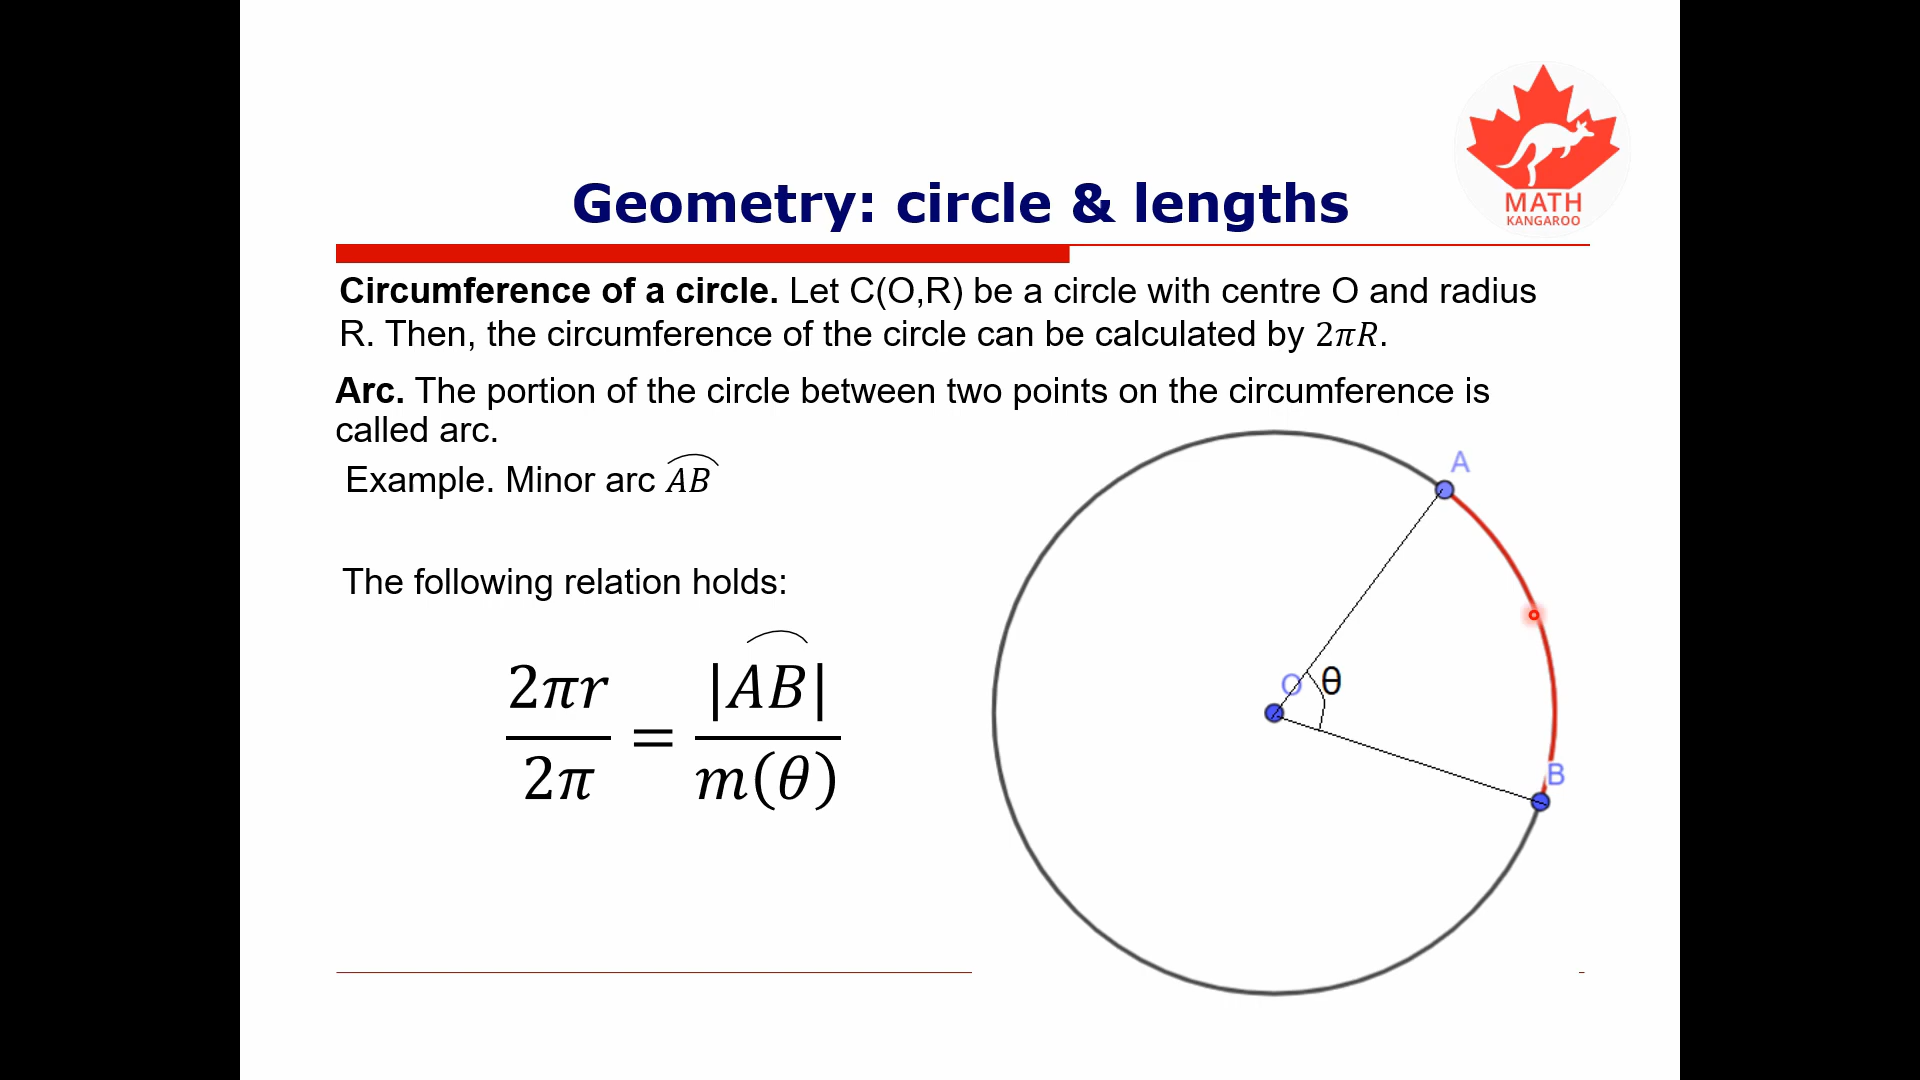 MATH
KANGAROO
Geometry: circle & lengths
Circumference of a circle. Let C(O,R) be a circle with centre O and radius
R. Then, the circumference of the circle can be calculated by 2𝜋𝑅.
Arc. The portion of the circle between two points on the circumference is
called arc.
Example. Minor arc 𝐴𝐵
The following relation holds:
2𝜋𝑟/2𝜋 = |𝐴𝐵|/𝑚(𝜃)
A
O
θ
B